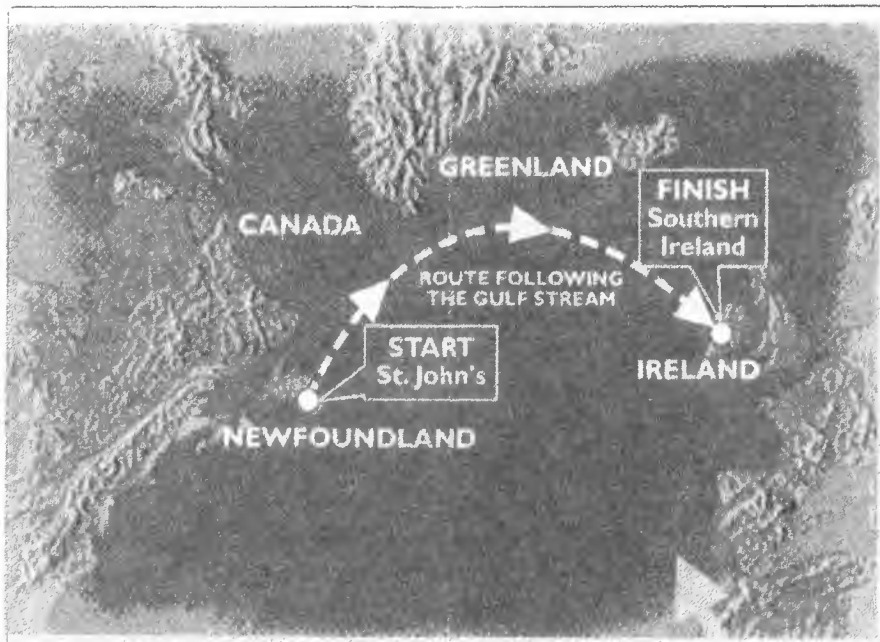 GREENLAND
CANADA
FINISH
Southern
Ireland
ROUTE FOLLOWING
THE GULF STREAM
START
St. John's
IRELAND
NEWFOUNDLAND